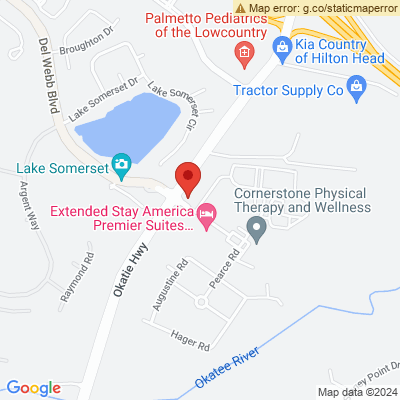 Map error: g.co/staticmaperror
Palmetto Pediatrics
of the Lowcountry
Broughton Dr
Kia Country
of Hilton Head
Del Webb Blvd
Tractor Supply Co
Lake Somerset Dr
Lake Somerset Cir
Lake Somerset
Argent Way
Cornerstone Physical
Therapy and Wellness
Extended Stay America
Premier Suites...
Okatie Hwy
Raymond Rd
Augustine Rd
Pearce Rd
Hager Rd
Okatee River
ey Point Dr
Google
Map data ©2024